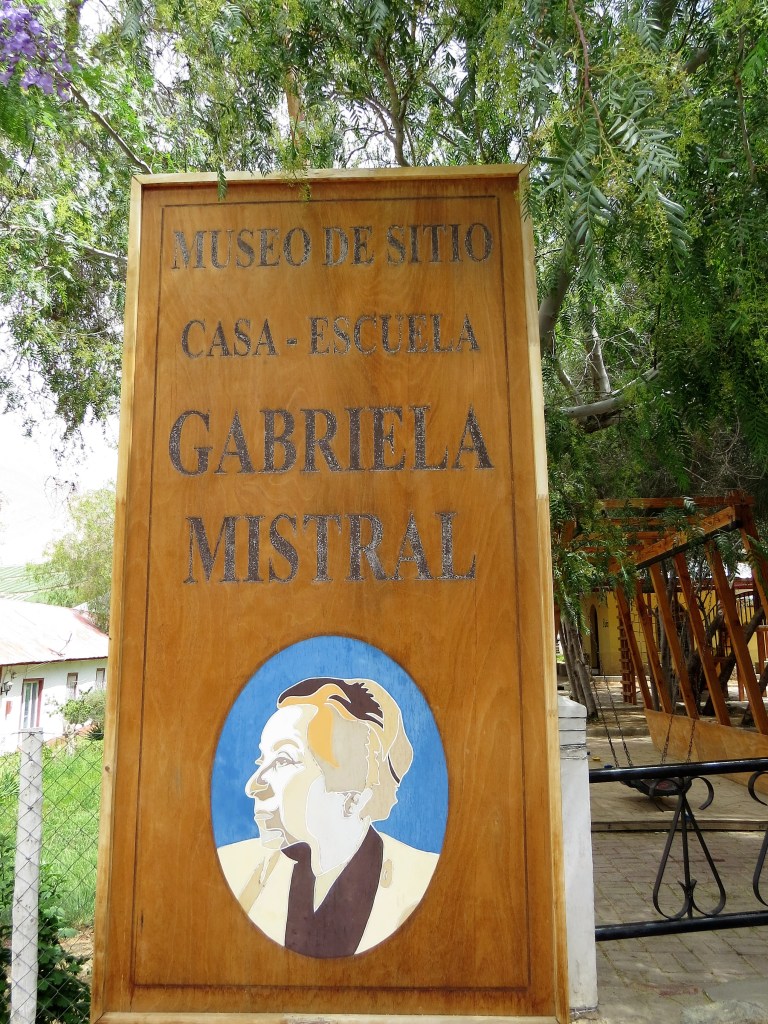 MUSEO DE SITIO
CASA - ESCUELA
GABRIELA
MISTRAL